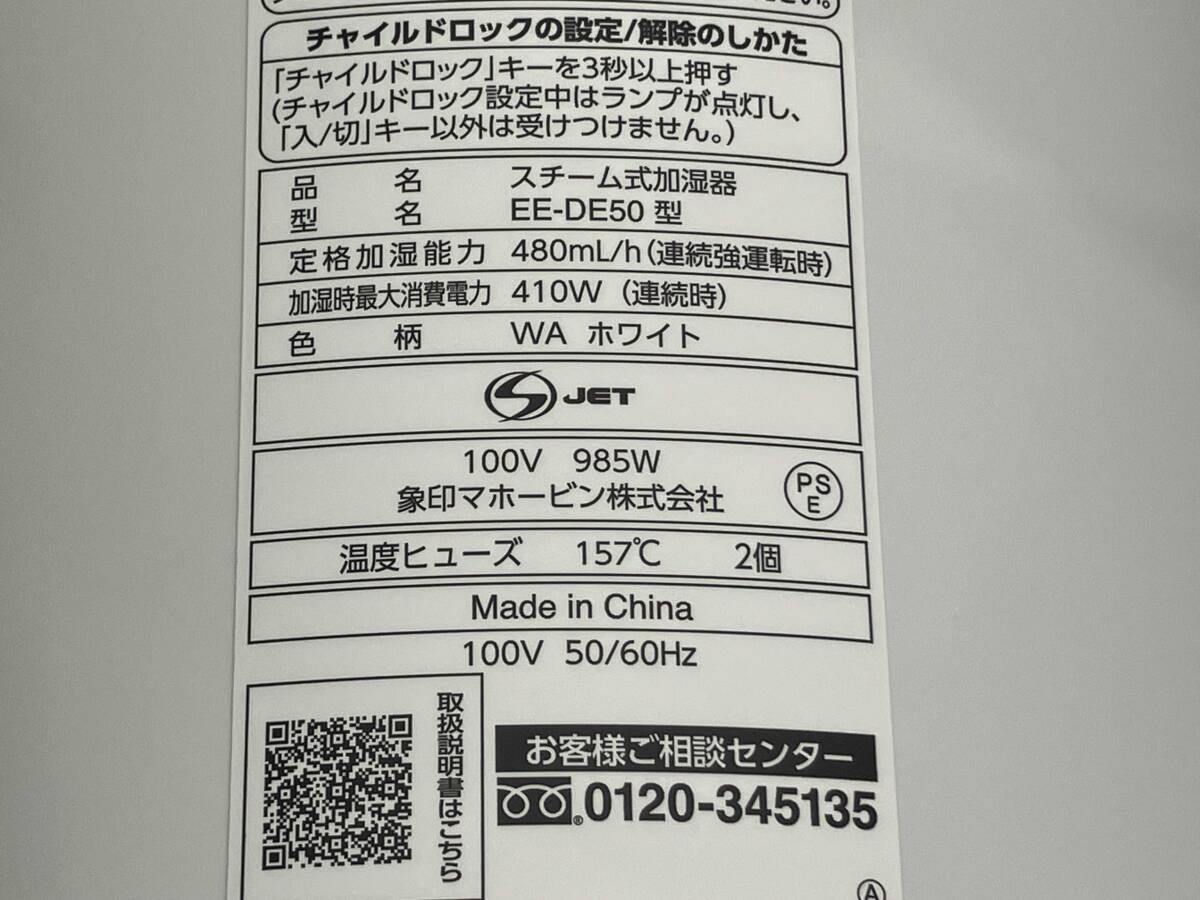 チャイルドロックの設定/解除のしかた
「チャイルドロック」キーを3秒以上押す
(チャイルドロック設定中はランプが点灯し、
「入/切」キー以外は受けつけません。)
品名 スチーム式加湿器
型名 EE-DE50 型
定格加湿能力 480mL/h(連続強運転時)
加湿時最大消費電力 410W (連続時)
色柄 WA ホワイト
JET
100V 985W
象印マホービン株式会社
PS
E
温度ヒューズ 157℃ 2個
Made in China
100V 50/60Hz
取扱説明書はこちら
お客様ご相談センター
®0120-345135
A